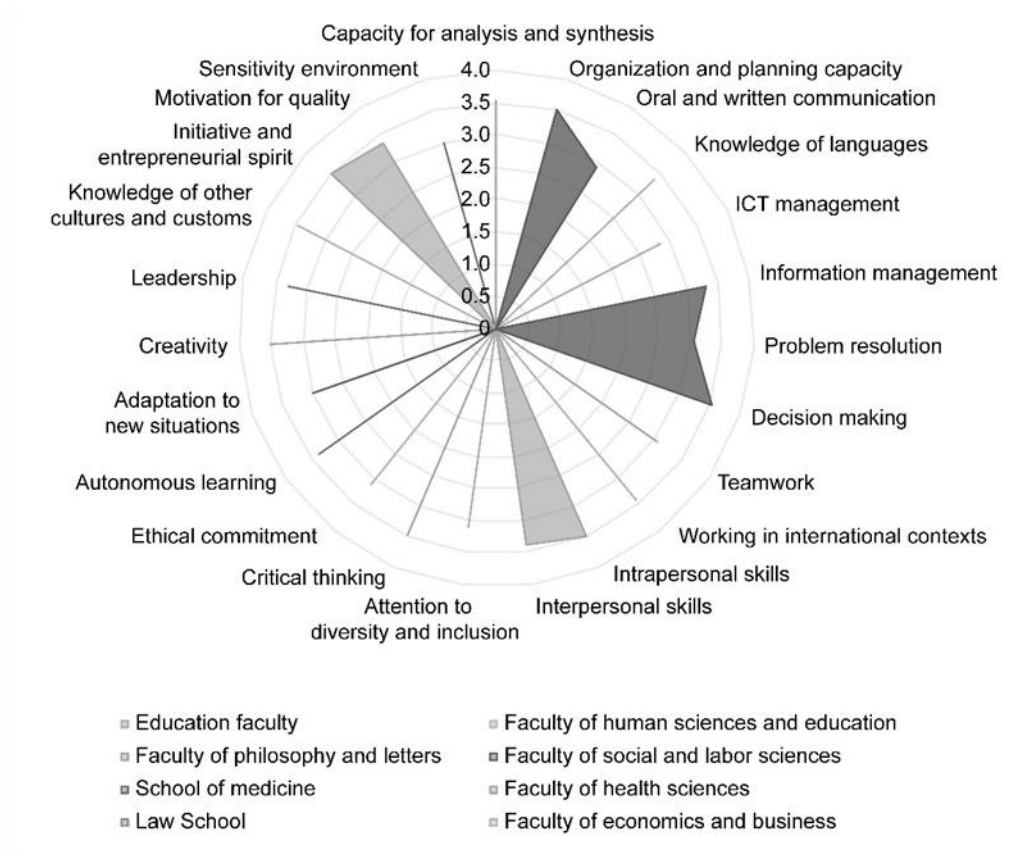 Capacity for analysis and synthesis
Sensitivity environment
4.0
Organization and planning capacity
Motivation for quality
3.5
Oral and written communication
Initiative and
entrepreneurial spirit
3.0
Knowledge of languages
2.5
Knowledge of other
cultures and customs
2.0
ICT management
1.5
Leadership
1.0
Information management
0.5
0
Creativity
Problem resolution
Adaptation to
new situations
Decision making
Autonomous learning
Teamwork
Ethical commitment
Working in international contexts
Critical thinking
Intrapersonal skills
Attention to
diversity and inclusion
Interpersonal skills
Education faculty
Faculty of philosophy and letters
School of medicine
Law School
Faculty of human sciences and education
Faculty of social and labor sciences
Faculty of health sciences
Faculty of economics and business